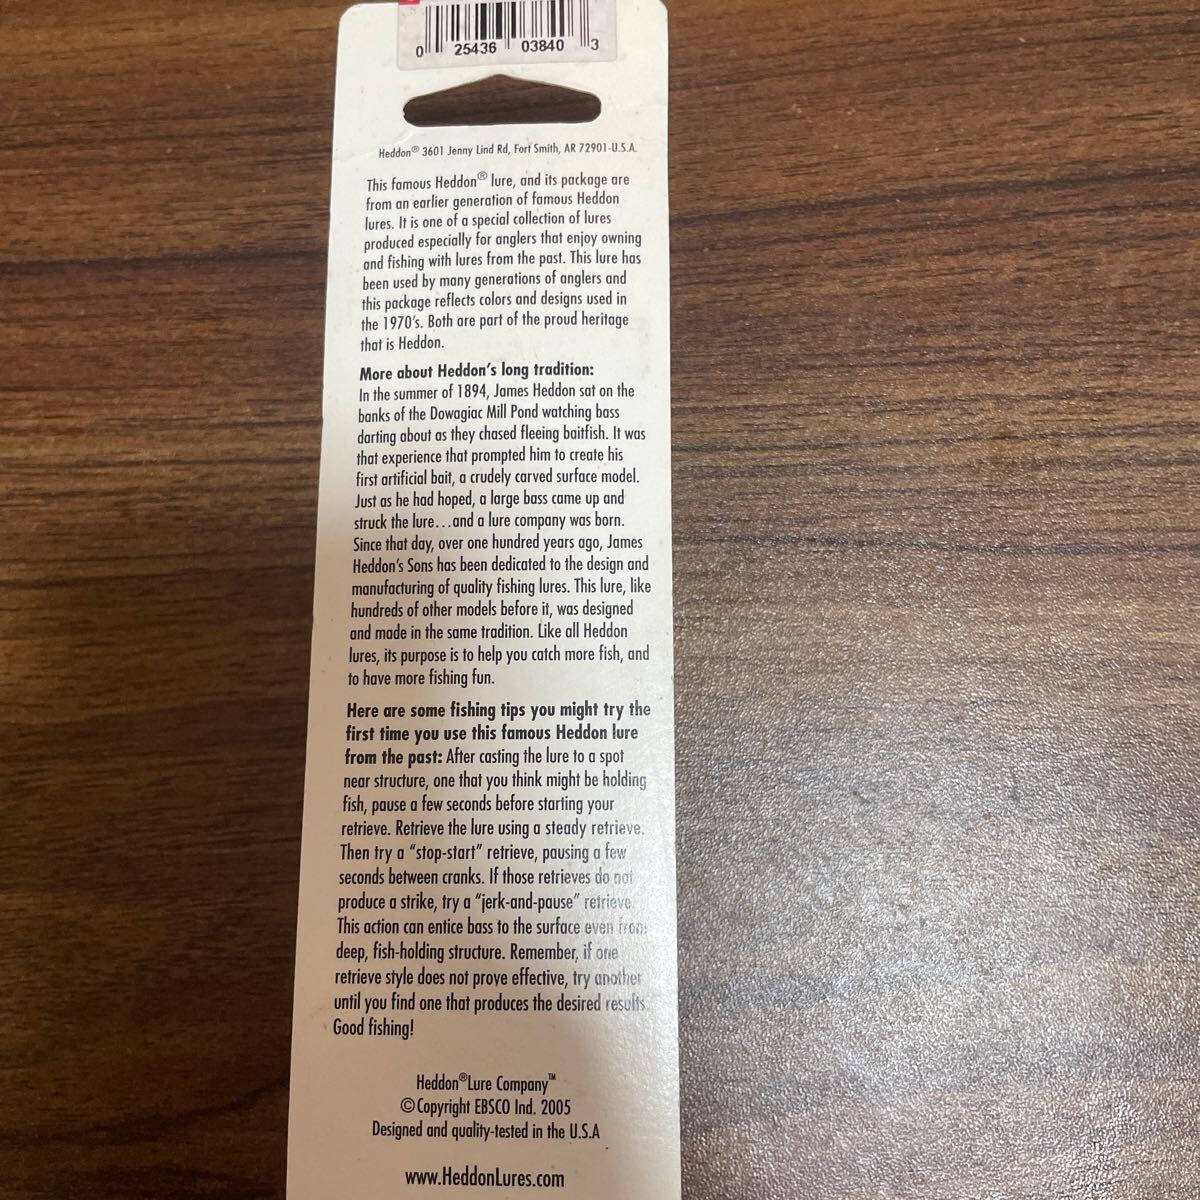 0 25436 03840 3
Heddon® 3601 Jenny Lind Rd, Fort Smith, AR 72901-U.S.A.
This famous Heddon® lure, and its package are
from an earlier generation of famous Heddon
lures. It is one of a special collection of lures
produced especially for anglers that enjoy owning
and fishing with lures from the past. This lure has
been used by many generations of anglers and
this package reflects colors and designs used in
the 1970's. Both are part of the proud heritage
that is Heddon.
More about Heddon's long tradition:
In the summer of 1894, James Heddon sat on the
banks of the Dowagiac Mill Pond watching bass
darting about as they chased fleeing baitfish. It was
that experience that prompted him to create his
first artificial bait, a crudely carved surface model.
Just as he had hoped, a large bass came up and
struck the lure...and a lure company was born.
Since that day, over one hundred years ago, James
Heddon's Sons has been dedicated to the design and
manufacturing of quality fishing lures. This lure, like
hundreds of other models before it, was designed
and made in the same tradition. Like all Heddon
lures, its purpose is to help you catch more fish, and
to have more fishing fun.
Here are some fishing tips you might try the
first time you use this famous Heddon lure
from the past: After casting the lure to a spot
near structure, one that you think might be holding
fish, pause a few seconds before starting your
retrieve. Retrieve the lure using a steady retrieve.
Then try a "stop-start" retrieve, pausing a few
seconds between cranks. If those retrieves do not
produce a strike, try a "jerk-and-pause" retrieve.
This action can entice bass to the surface even from
deep, fish-holding structure. Remember, if one
retrieve style does not prove effective, try another
until you find one that produces the desired results.
Good fishing!
Heddon® Lure Company™
© Copyright EBSCO Ind. 2005
Designed and quality-tested in the U.S.A
www.HeddonLures.com